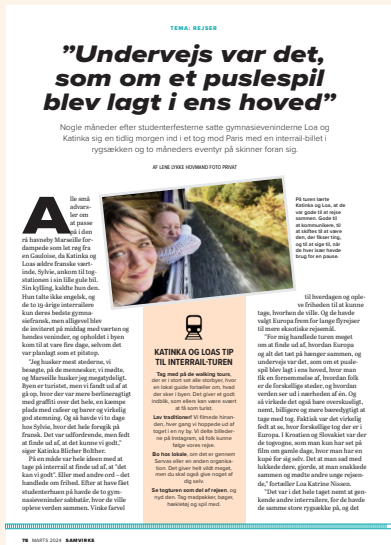 TEMA: REJSER
”Undervejs var det,
som om et puslespil
blev lagt i ens hoved”
Nogle måneder efter studenterfesterne satte gymnasieveninderne Loa og
Katinka sig en tidlig morgen ind i et tog mod Paris med en interrail-billet i
rygsækken og to måneders eventyr på skinner foran sig.
AF LENE LYKKE HOVMAND FOTO PRIVAT
Alle små
advars-
ler om
at passe
på i den
rå havneby Marseille for-
dampede som let røg fra
en Gauloise, da Katinka og
Loas ældre franske vært-
inde, Sylvie, ankom til tog-
stationen i sin lille gule bil.
Sin kylling, kaldte hun den.
Hun talte ikke engelsk, og
de to 19-årige interrailere
kun deres bedste gymna-
siefransk, men alligevel blev
de inviteret på middag med værten og
hendes veninder, og opholdet i byen
kom til at vare fire dage, selvom det
var planlagt som et pitstop.
”Jeg husker mest stederne, vi
besøgte, på de mennesker, vi mødte,
og Marseille husker jeg megatydeligt.
Byen er turistet, men vi fandt ud af at
gå op, hvor der var mere berlineragtigt
med graffiti over det hele, en kæmpe
plads med cafeer og barer og virkelig
god stemning. Og så havde vi to dage
hos Sylvie, hvor det hele foregik på
fransk. Det var udfordrende, men fedt
at finde ud af, at det kunne vi godt,”
siger Katinka Blicher Bolther.
På en måde var hele ideen med at
tage på interrail at finde ud af, at ”det
kan vi godt”. Eller med andre ord – det
handlede om frihed. Efter at have fået
studenterhuen på havde de to gym-
nasieveninder sabbatår, hvor de ville
opleve verden sammen. Vinke farvel
På turen lærte
Katinka og Loa, at de
var gode til at rejse
sammen. Gode til
at kommunikere, til
at skiftes til at være
den, der fikser ting,
og til at sige til, når
de hver især havde
brug for en pause.
KATINKA OG LOAS TIP
TIL INTERRAIL-TUREN
Tag med på de walking tours,
der er i stort set alle storbyer, hvor
en lokal guide fortæller om, hvad
der sker i byen. Det giver et godt
indblik, som ellers kan være svært
at få som turist.
Lav traditioner! Vi filmede hinan-
den, hver gang vi hoppede ud af
toget i en ny by. Vi delte billeder-
ne på Instagram, så folk kunne
følge vores rejse.
Bo hos lokale, om det er gennem
Servas eller en anden organisa-
tion. Det giver helt vildt meget,
men du skal også give noget af
dig selv.
Se togturen som del af rejsen, og
nyd den. Tag madpakker, bøger,
hækletøj og spil med.
til hverdagen og ople-
ve friheden til at kunne
tage, hvorhen de ville. Og de havde
valgt Europa frem for lange flyrejser
til mere eksotiske rejsemål.
”For mig handlede turen meget
om at finde ud af, hvordan Europa
og alt det tæt på hænger sammen, og
undervejs var det, som om et pusle-
spil blev lagt i ens hoved, hvor man
fik en fornemmelse af, hvordan folk
er de forskellige steder, og hvordan
verden ser ud i nærheden af én. Og
så virkede det også bare overskueligt,
nemt, billigere og mere bæredygtigt at
tage med tog. Faktisk var det virkelig
fedt at se, hvor forskellige tog der er i
Europa. I Kroatien og Slovakiet var der
de togvogne, som man kun har set på
film om gamle dage, hvor man har en
kupé for sig selv. Det at man sad med
lukkede døre, gjorde, at man snakkede
sammen og mødte andre unge rejsen-
de,” fortæller Loa Katrine Nissen.
”Det var i det hele taget nemt at gen-
kende andre interrailere, for de havde
de samme store rygsække på, og det
78 MARTS 2024 SAMVIRKE